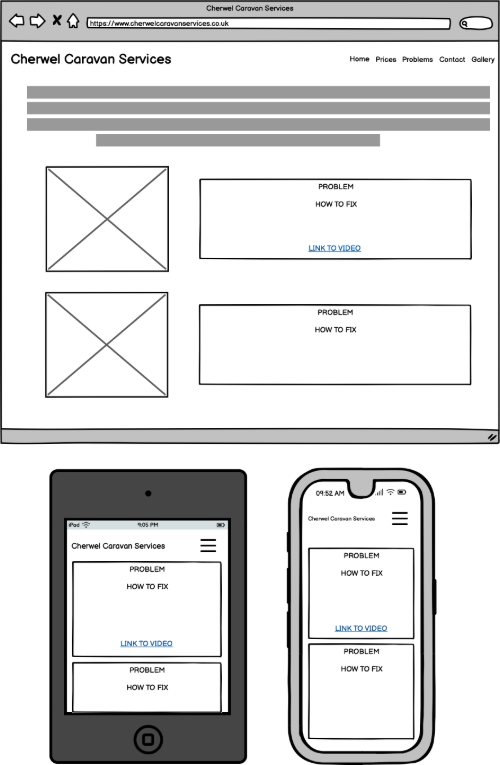 Cherwel Caravan Services
https://www.cherwelcaravanservices.co.uk
Cherwel Caravan Services
Home Prices Problems Contact Gallery
PROBLEM
HOW TO FIX
LINK TO VIDEO
PROBLEM
HOW TO FIX
iPad 9:05 PM
Cherwel Caravan Services
PROBLEM
HOW TO FIX
LINK TO VIDEO
PROBLEM
HOW TO FIX
09:52 AM
Cherwel Caravan Services
PROBLEM
HOW TO FIX
LINK TO VIDEO
PROBLEM
HOW TO FIX